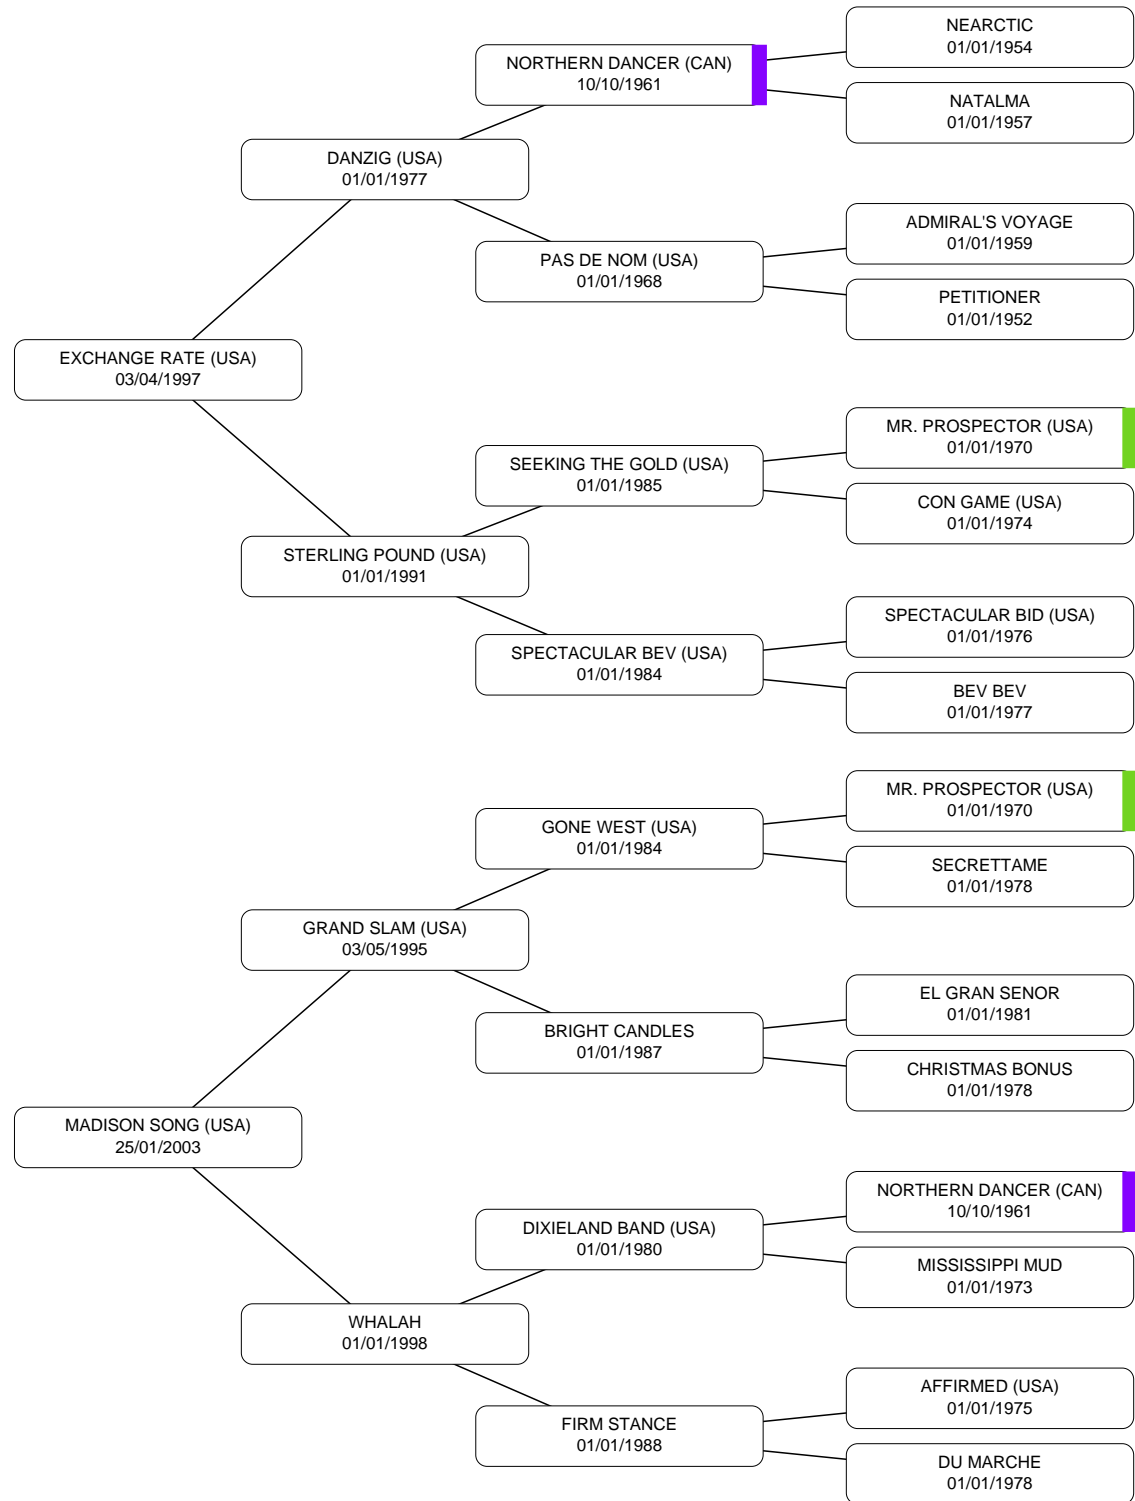 NEARCTIC
01/01/1954
NORTHERN DANCER (CAN)
10/10/1961
NATALMA
01/01/1957
DANZIG (USA)
01/01/1977
ADMIRAL'S VOYAGE
01/01/1959
PAS DE NOM (USA)
01/01/1968
PETITIONER
01/01/1952
EXCHANGE RATE (USA)
03/04/1997
MR. PROSPECTOR (USA)
01/01/1970
SEEKING THE GOLD (USA)
01/01/1985
CON GAME (USA)
01/01/1974
STERLING POUND (USA)
01/01/1991
SPECTACULAR BID (USA)
01/01/1976
SPECTACULAR BEV (USA)
01/01/1984
BEV BEV
01/01/1977
MR. PROSPECTOR (USA)
01/01/1970
GONE WEST (USA)
01/01/1984
SECRETTAME
01/01/1978
GRAND SLAM (USA)
03/05/1995
EL GRAN SENOR
01/01/1981
BRIGHT CANDLES
01/01/1987
CHRISTMAS BONUS
01/01/1978
MADISON SONG (USA)
25/01/2003
NORTHERN DANCER (CAN)
10/10/1961
DIXIELAND BAND (USA)
01/01/1980
MISSISSIPPI MUD
01/01/1973
WHALAH
01/01/1998
AFFIRMED (USA)
01/01/1975
FIRM STANCE
01/01/1988
DU MARCHE
01/01/1978